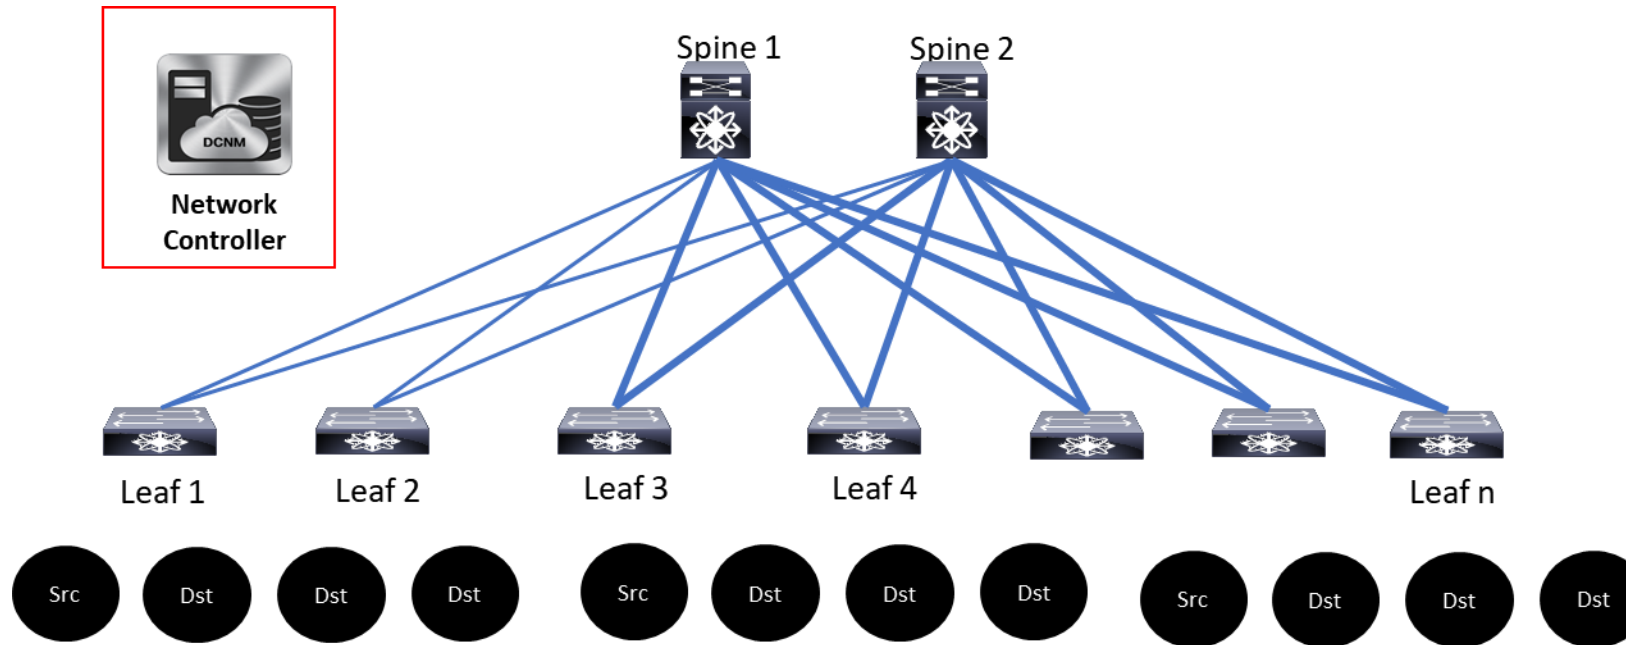 Spine 1
Spine 2
DCNM
Network
Controller
Leaf 1
Leaf 2
Leaf 3
Leaf 4
Leaf n
Src
Dst
Dst
Dst
Src
Dst
Dst
Dst
Src
Dst
Dst
Dst